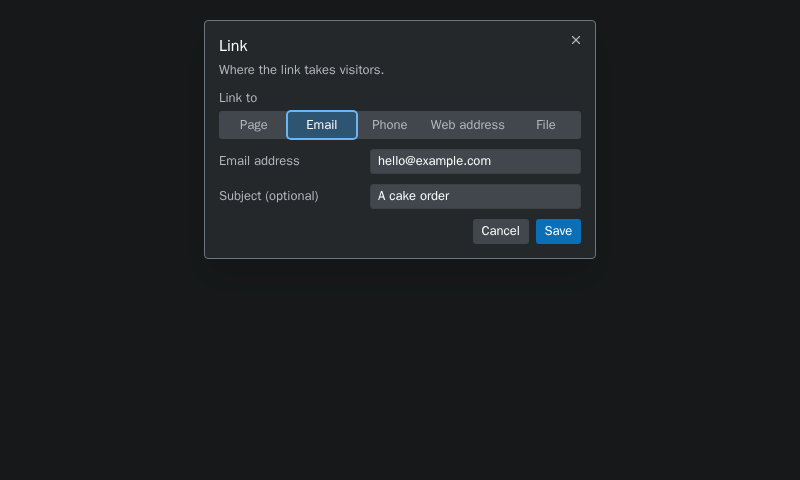 Link
Where the link takes visitors.
Link to
Page Email Phone Web address File
Email address hello@example.com
Subject (optional) A cake order
Cancel Save